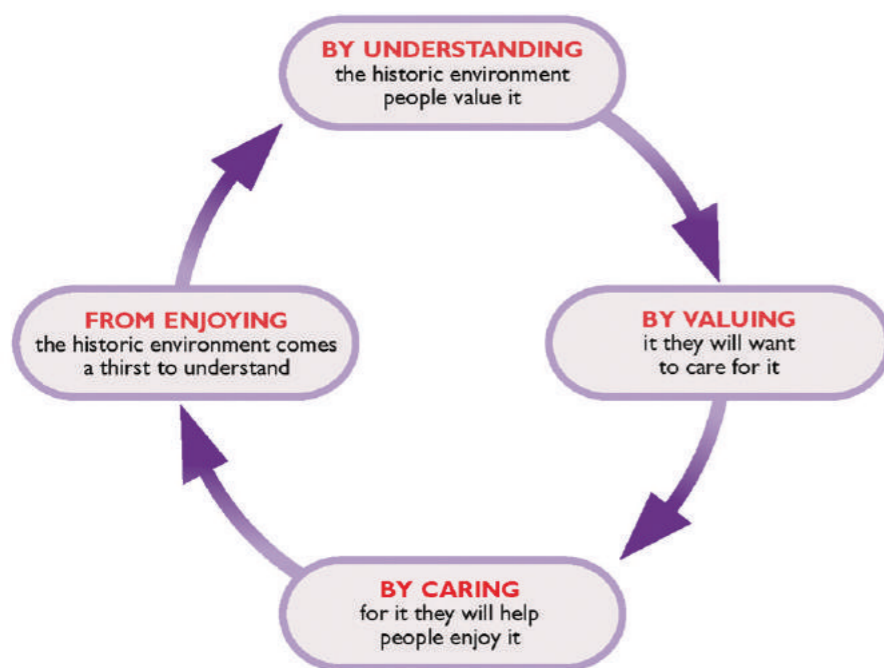 BY UNDERSTANDING
the historic environment
people value it
BY VALUING
it they will want
to care for it
BY CARING
for it they will help
people enjoy it
FROM ENJOYING
the historic environment comes
a thirst to understand